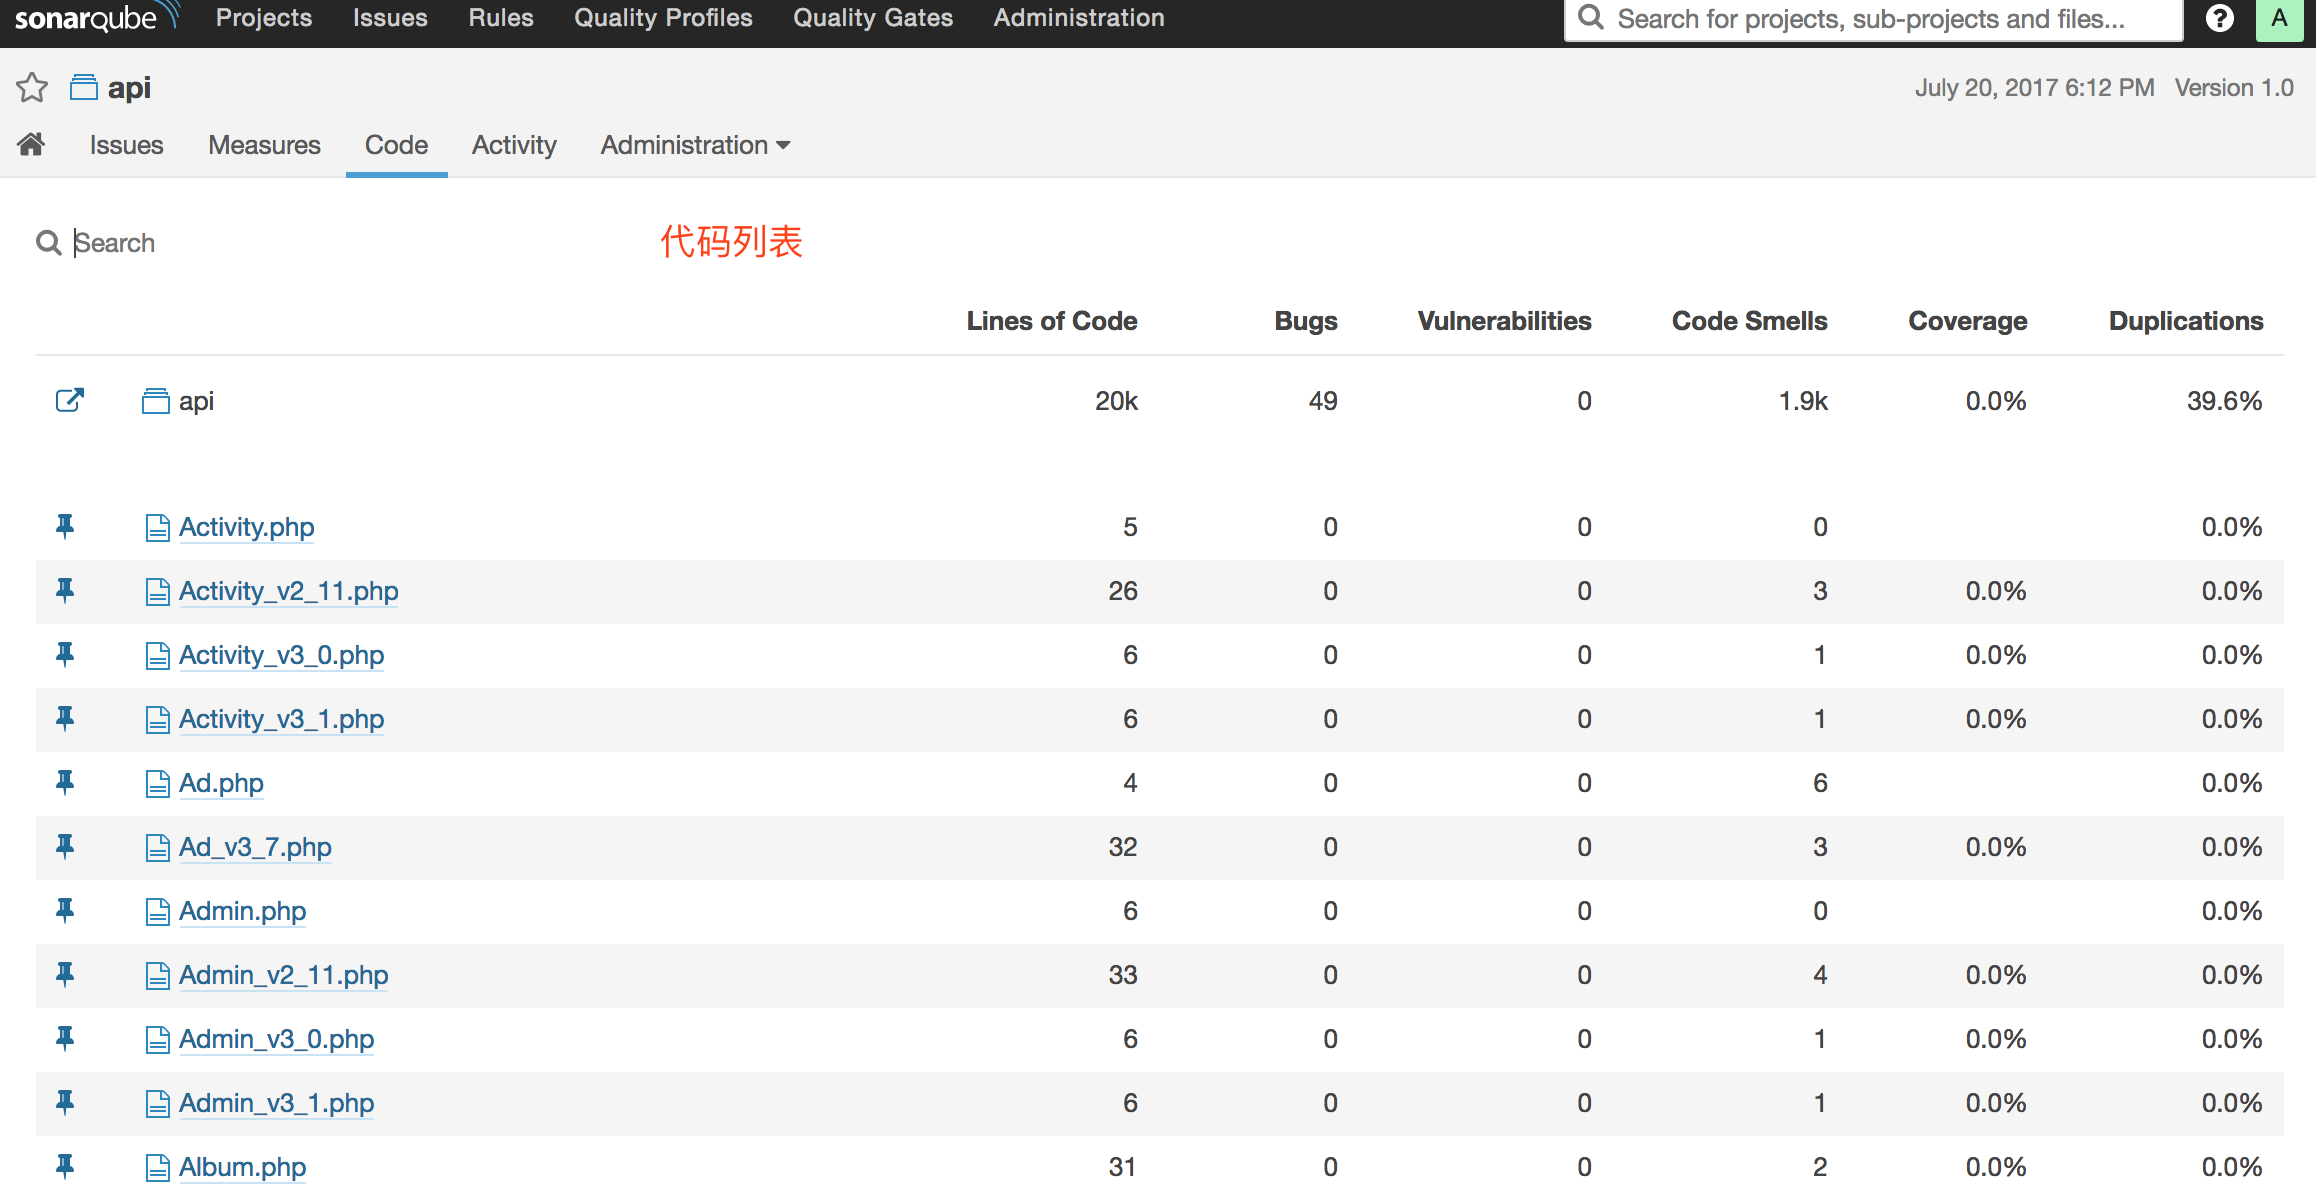 sonarqube Projects Issues Rules Quality Profiles Quality Gates Administration Search for projects, sub-projects and files... ? A
api July 20, 2017 6:12 PM Version 1.0
Issues Measures Code Activity Administration
Search 代码列表
Lines of Code Bugs Vulnerabilities Code Smells Coverage Duplications
api 20k 49 0 1.9k 0.0% 39.6%
Activity.php 5 0 0 0 0.0%
Activity_v2_11.php 26 0 0 3 0.0% 0.0%
Activity_v3_0.php 6 0 0 1 0.0% 0.0%
Activity_v3_1.php 6 0 0 1 0.0% 0.0%
Ad.php 4 0 0 6 0.0%
Ad_v3_7.php 32 0 0 3 0.0% 0.0%
Admin.php 6 0 0 0 0.0%
Admin_v2_11.php 33 0 0 4 0.0% 0.0%
Admin_v3_0.php 6 0 0 1 0.0% 0.0%
Admin_v3_1.php 6 0 0 1 0.0% 0.0%
Album.php 31 0 0 2 0.0% 0.0%